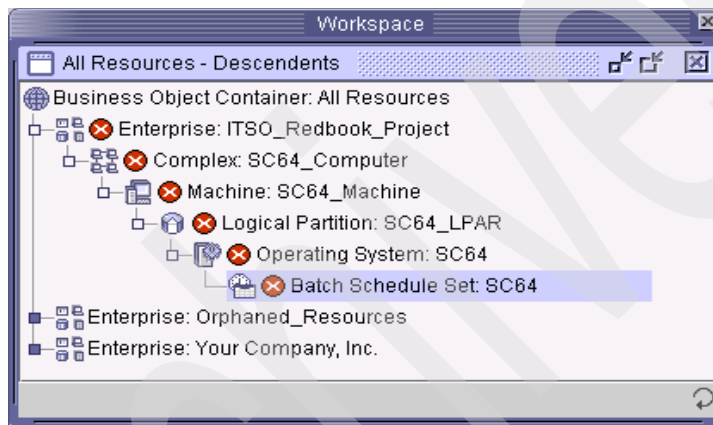 Workspace
All Resources - Descendents
Business Object Container: All Resources
Enterprise: ITSO_Redbook_Project
Complex: SC64_Computer
Machine: SC64_Machine
Logical Partition: SC64_LPAR
Operating System: SC64
Batch Schedule Set: SC64
Enterprise: Orphaned_Resources
Enterprise: Your Company, Inc.